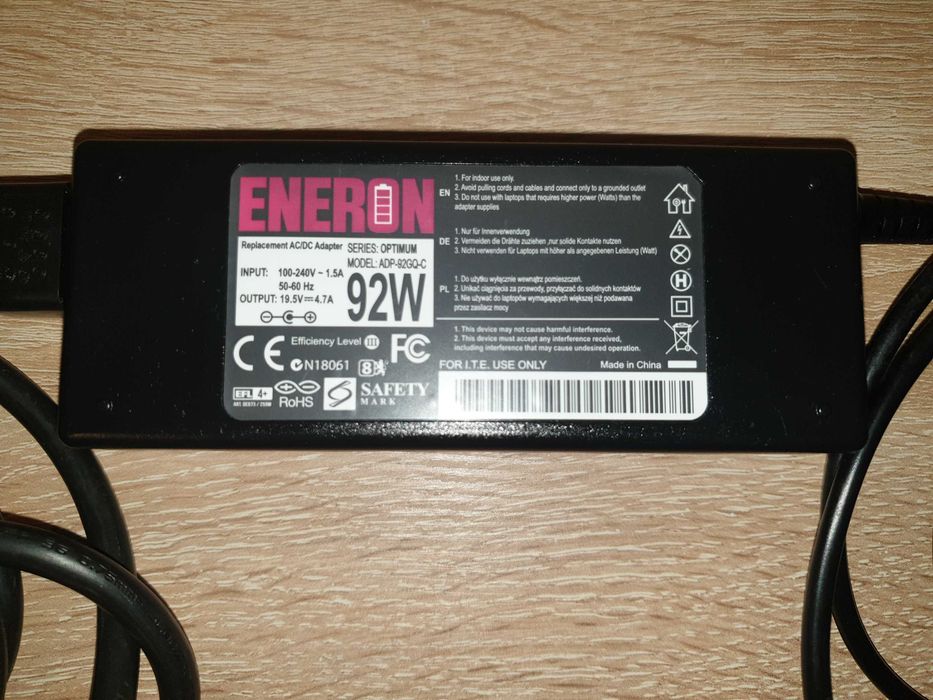 ENERON
Replacement AC/DC Adapter
SERIES: OPTIMUM
MODEL: ADP-92GQ-C
INPUT: 100-240V ~ 1.5A
50-60 Hz
OUTPUT: 19.5V 4.7A
92W
CE
Efficiency Level III
N18061
8
FC
EFL 4+
RoHS
SAFETY
MARK
EN
1. For indoor use only.
2. Avoid pulling cords and cables and connect only to a grounded outlet
3. Do not use with laptops that requires higher power (Watts) than the
adapter supplies
DE
1. Nur für Innenverwendung
2. Vermeiden die Drähte zuziehen ,nur solide Kontakte nutzen
3. Nicht verwenden für Laptops mit höher als angegebenen Leistung (Watt)
PL
1. Do użytku wyłącznie wewnątrz pomieszczeń.
2. Unikać ciągnięcia za przewody, przyłączać do solidnych kontaktów
3. Nie używać do laptopów wymagających większej niż podawana
przez zasilacz mocy
1. This device may not cause harmful interference.
2. This device must accept any interference received,
including interference that may cause undesired operation.
FOR I.T.E. USE ONLY
Made in China
H